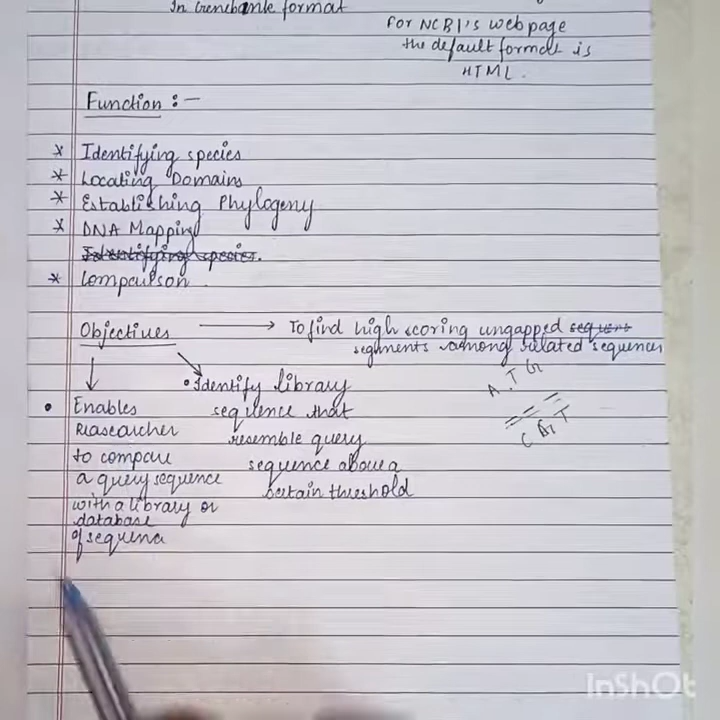 In Genebank format
For NCBI's webpage
the default format is
HTML.
Function :-
* Identifying species
* Locating Domains
* Establishing Phylogeny
* DNA Mapping
Identifying species.
* Comparison.
Objectives → To find high scoring ungapped sequens
segments among related sequences
• Enables
Reasearcher
to compare
a query sequence
with a library or
database
of sequence
• Identify library
sequence that
resemble query
sequence above a
certain threshold
A T G
C G T
InShOt